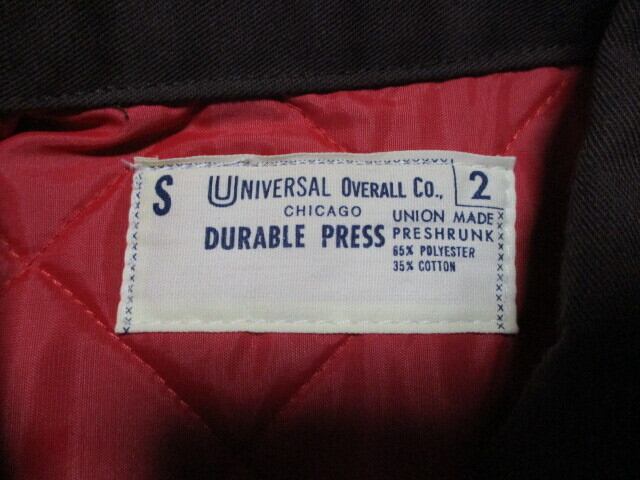 S UNIVERSAL OVERALL CO., 2
CHICAGO
UNION MADE
DURABLE PRESS PRESHRUNK
65% POLYESTER
35% COTTON